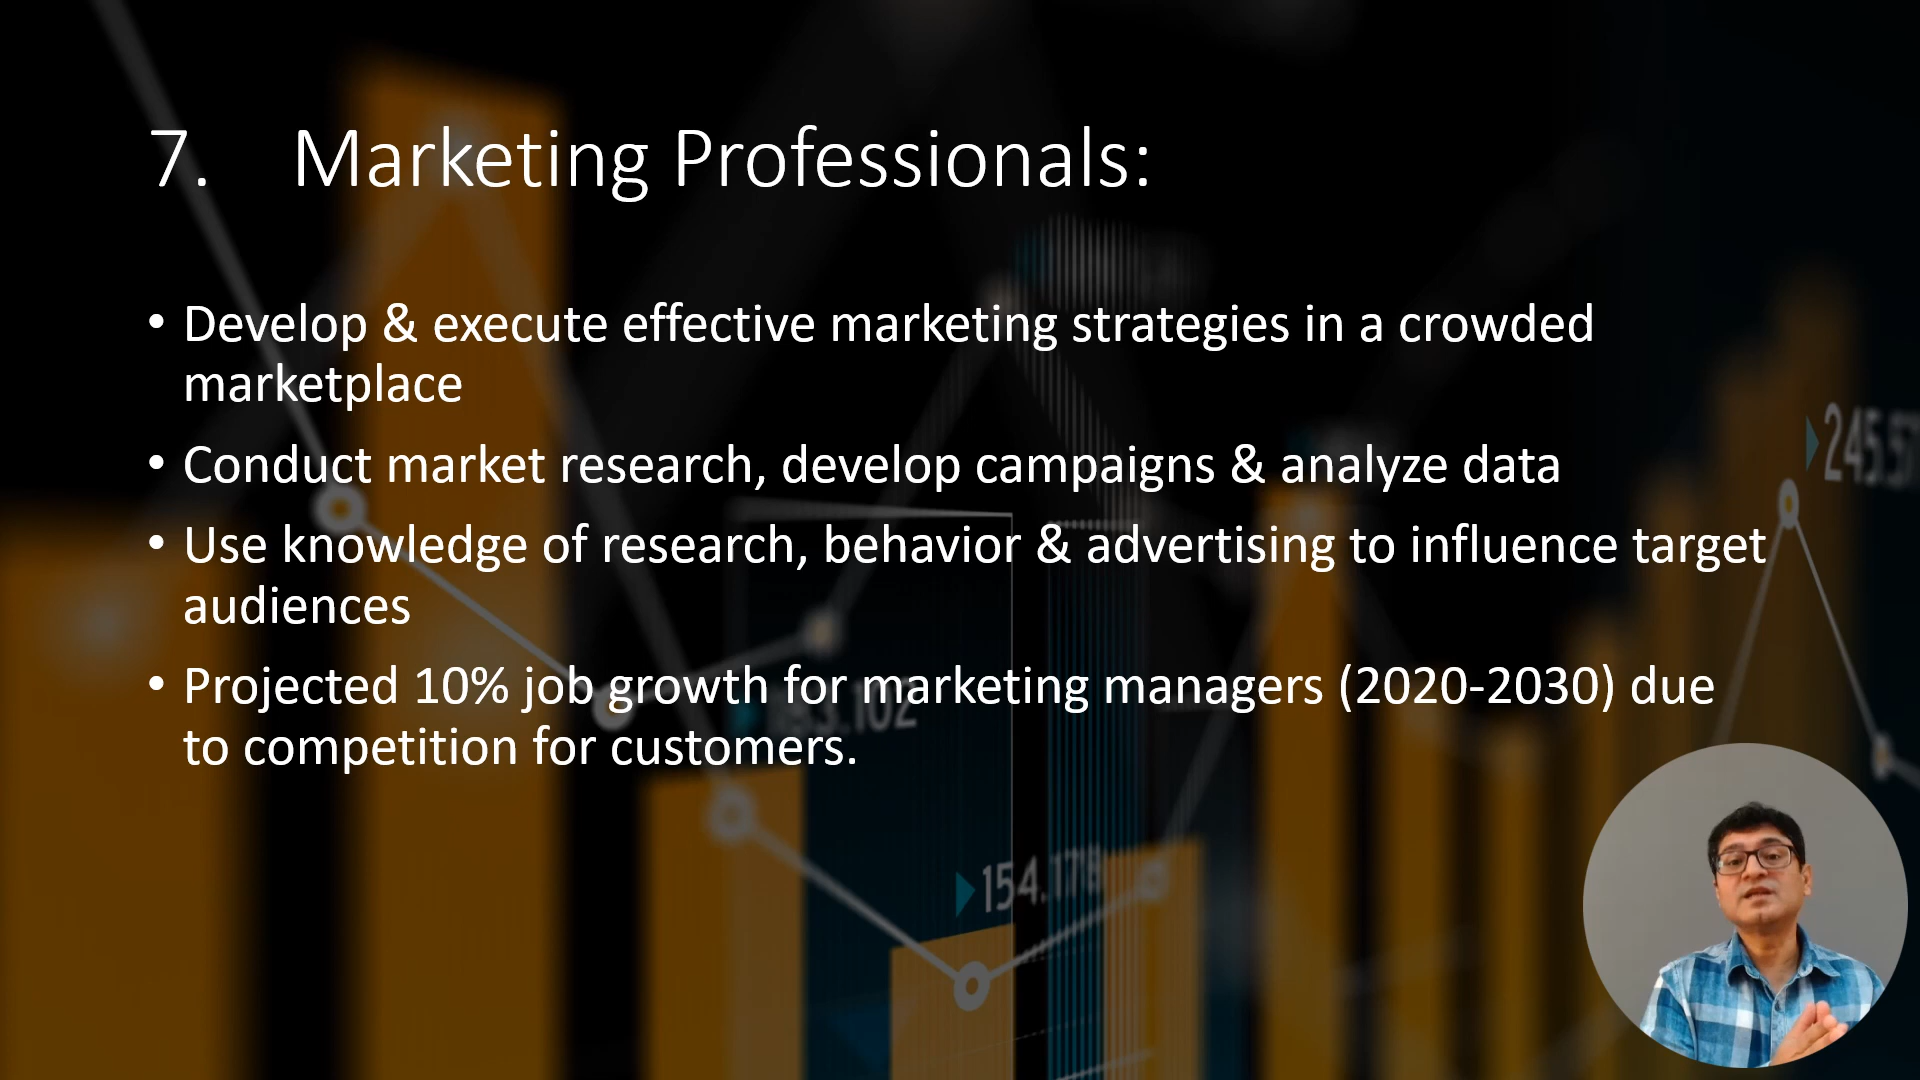 7. Marketing Professionals:
• Develop & execute effective marketing strategies in a crowded
marketplace
• Conduct market research, develop campaigns & analyze data
• Use knowledge of research, behavior & advertising to influence target
audiences
• Projected 10% job growth for marketing managers (2020-2030) due
to competition for customers.
154.178